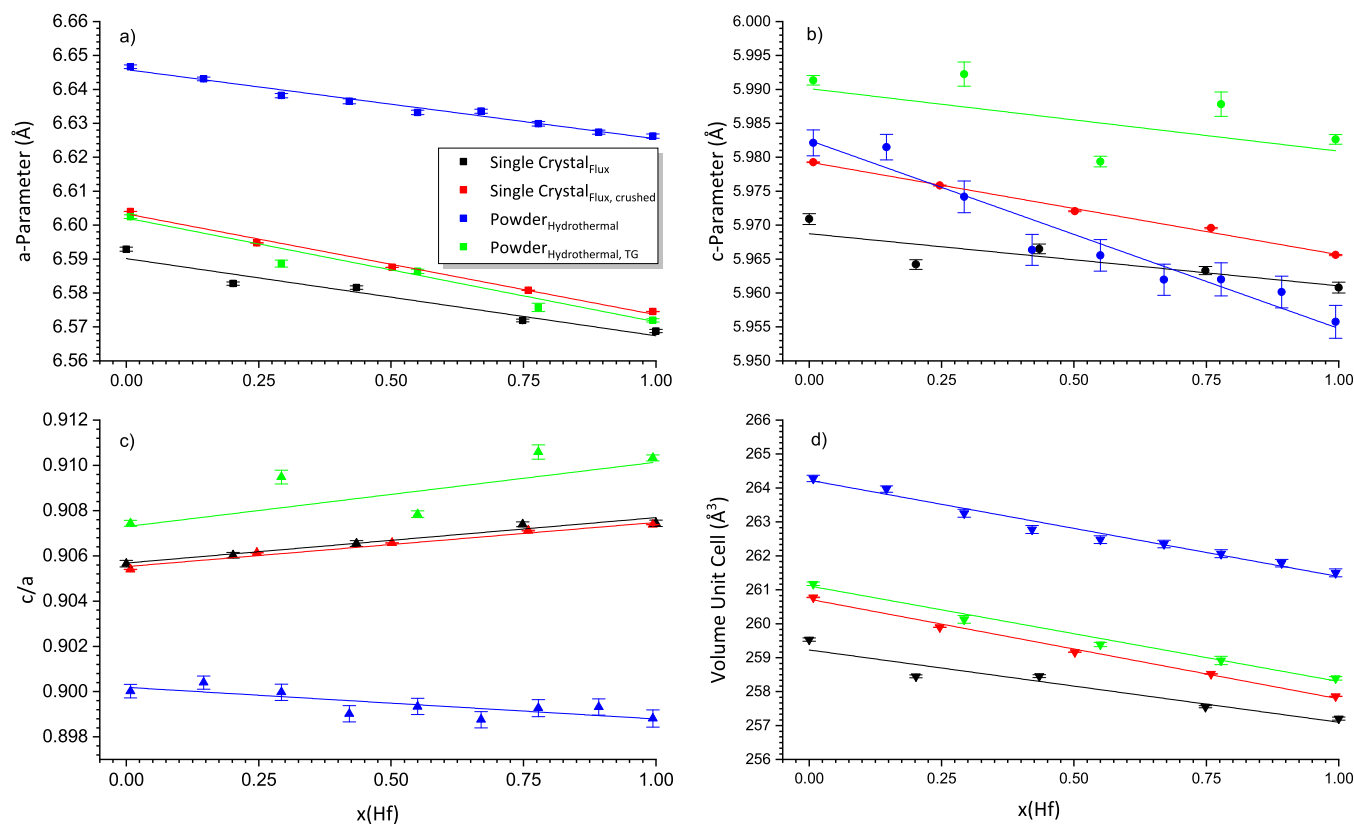 a)
6.66
6.65
6.64
6.63
6.62
6.61
6.60
6.59
6.58
6.57
6.56
a-Parameter (Å)
0.00 0.25 0.50 0.75 1.00
Single Crystal_Flux
Single Crystal_Flux, crushed
Powder_Hydrothermal
Powder_Hydrothermal, TG
b)
6.000
5.995
5.990
5.985
5.980
5.975
5.970
5.965
5.960
5.955
5.950
c-Parameter (Å)
0.00 0.25 0.50 0.75 1.00
c)
0.912
0.910
0.908
0.906
0.904
0.902
0.900
0.898
c/a
0.00 0.25 0.50 0.75 1.00
x(Hf)
d)
266
265
264
263
262
261
260
259
258
257
256
Volume Unit Cell (Å³)
0.00 0.25 0.50 0.75 1.00
x(Hf)